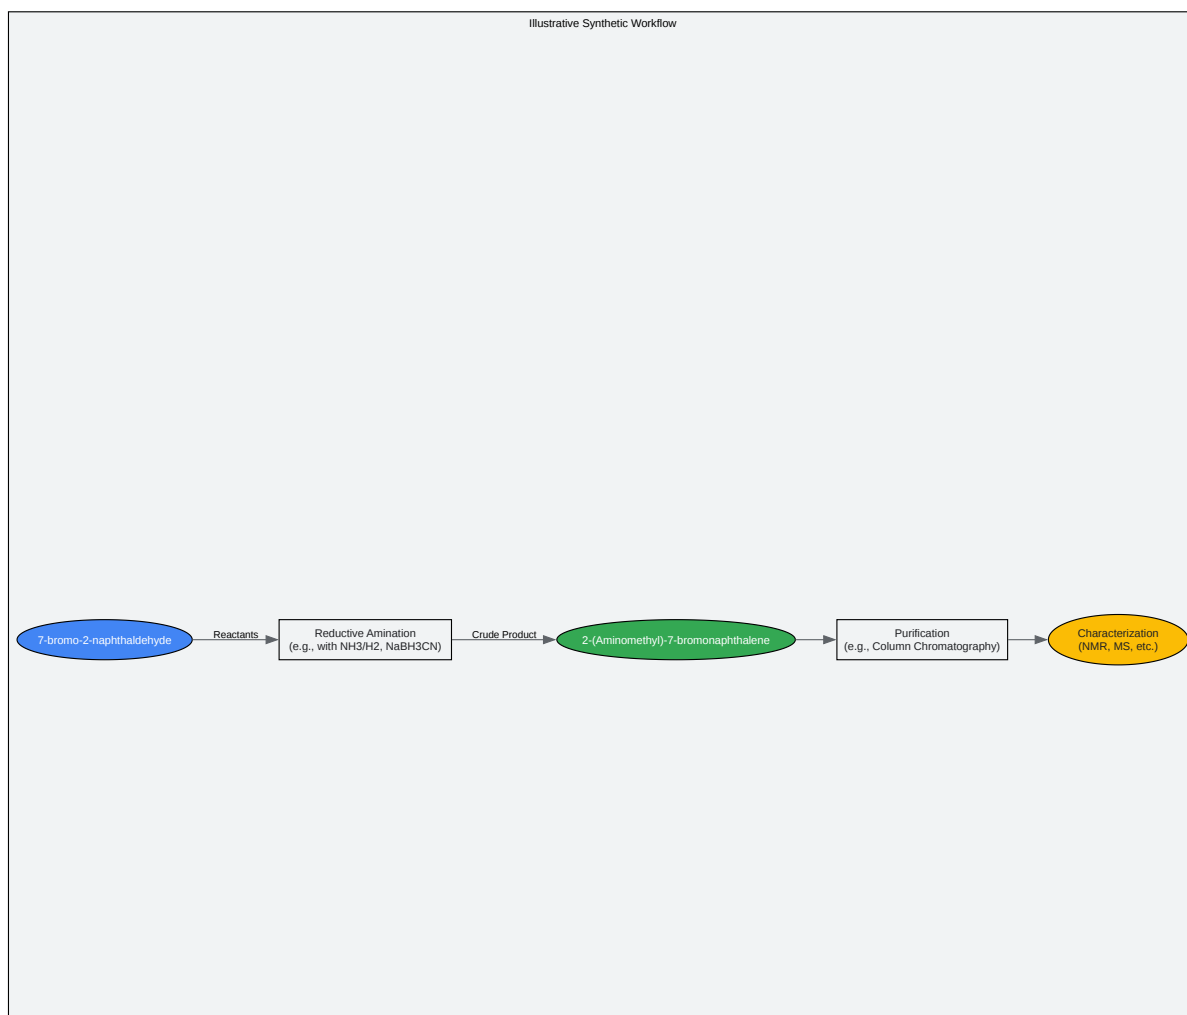 Illustrative Synthetic Workflow
7-bromo-2-naphthaldehyde
Reactants
Reductive Amination
(e.g., with NH3/H2, NaBH3CN)
Crude Product
2-(Aminomethyl)-7-bromonaphthalene
Purification
(e.g., Column Chromatography)
Characterization
(NMR, MS, etc.)